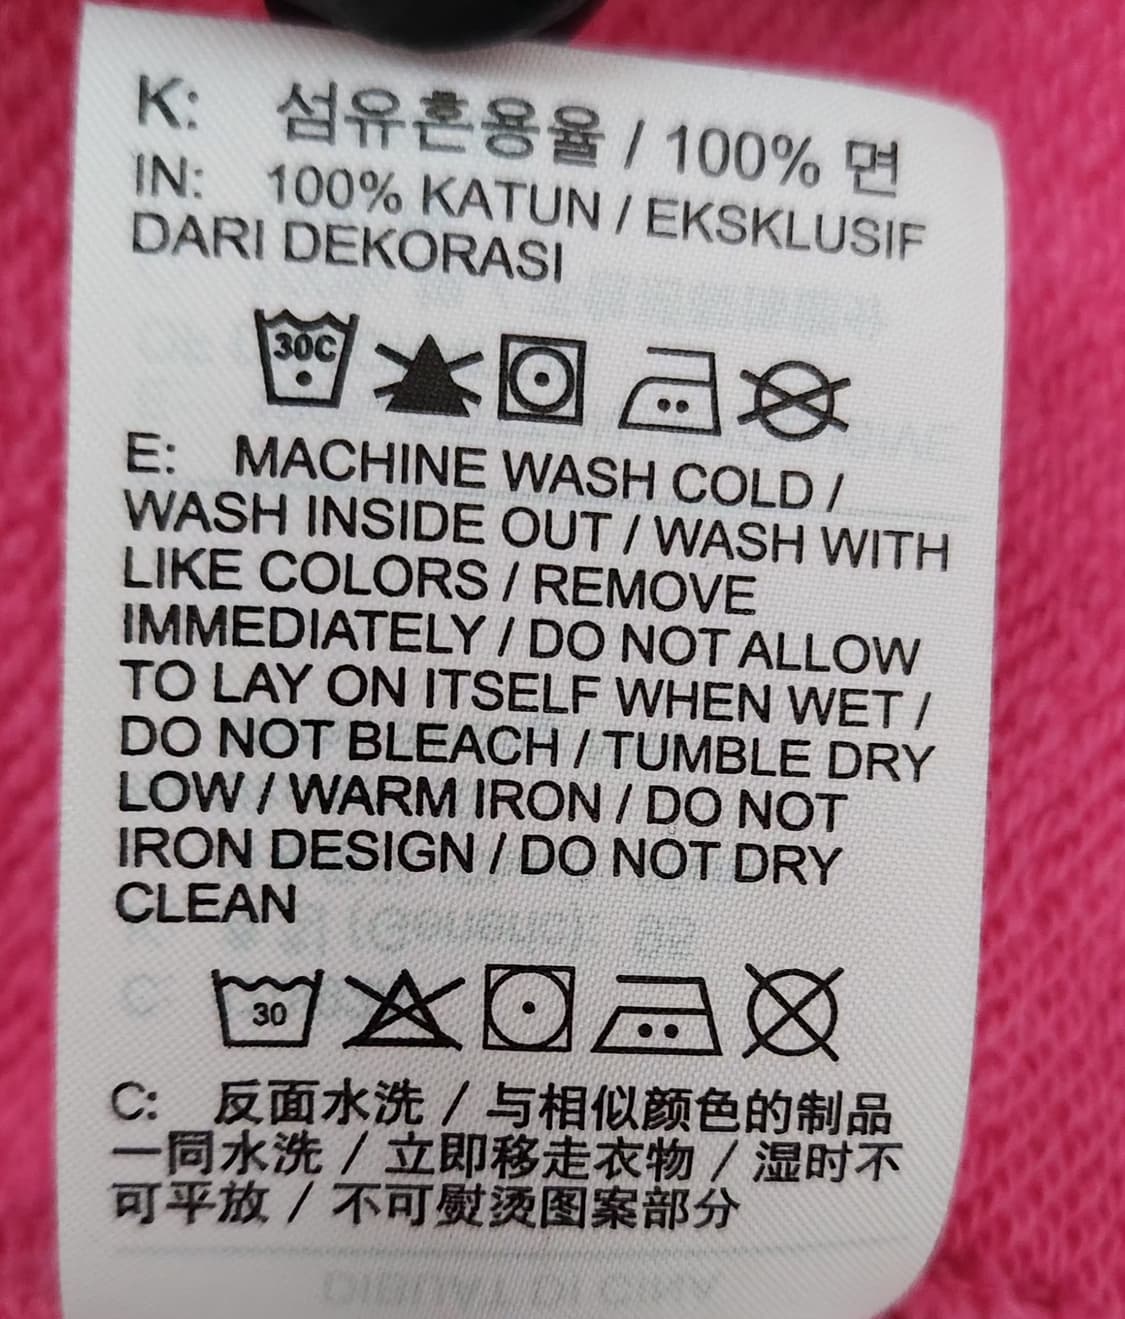 K: 섬유혼용율 / 100% 면
IN: 100% KATUN / EKSKLUSIF
DARI DEKORASI
30C
E: MACHINE WASH COLD /
WASH INSIDE OUT / WASH WITH
LIKE COLORS / REMOVE
IMMEDIATELY / DO NOT ALLOW
TO LAY ON ITSELF WHEN WET /
DO NOT BLEACH / TUMBLE DRY
LOW / WARM IRON / DO NOT
IRON DESIGN / DO NOT DRY
CLEAN
30
C: 反面水洗 / 与相似颜色的制品
一同水洗 / 立即移走衣物 / 湿时不
可平放 / 不可熨烫图案部分